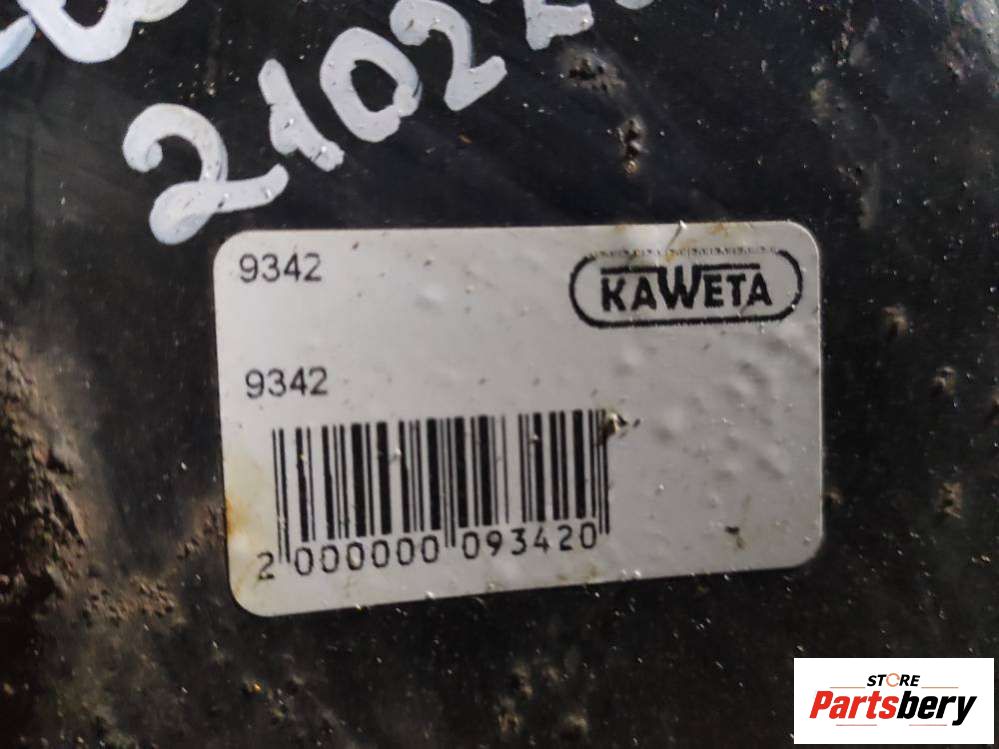 2102
9342
KAWETA
9342
2 000000 093420
STORE
Partsbery